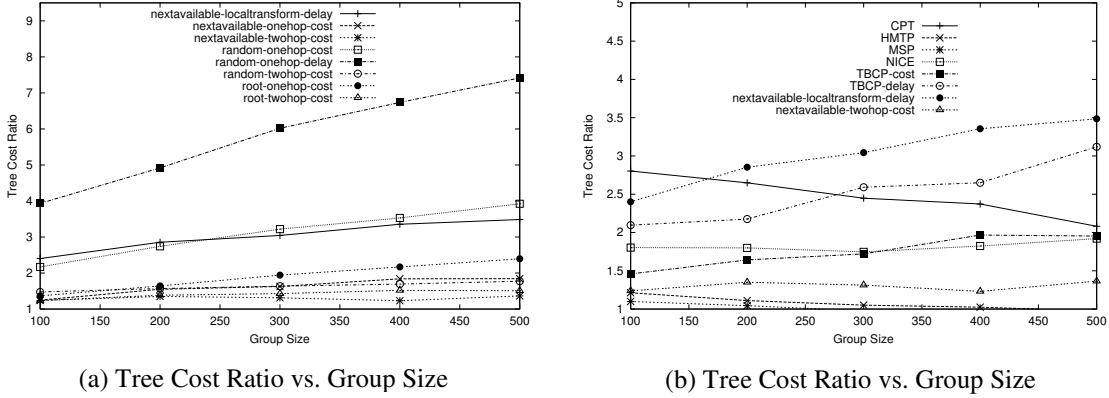 9
8
7
6
5
4
3
2
1
100 150 200 250 300 350 400 450 500
Tree Cost Ratio
Group Size
nextavailable-localtransform-delay
nextavailable-onehop-cost
nextavailable-twohop-cost
random-onehop-cost
random-onehop-delay
random-twohop-cost
root-onehop-cost
root-twohop-cost
(a) Tree Cost Ratio vs. Group Size
5
4.5
4
3.5
3
2.5
2
1.5
1
100 150 200 250 300 350 400 450 500
Tree Cost Ratio
Group Size
CPT
HMTP
MSP
NICE
TBCP-cost
TBCP-delay
nextavailable-localtransform-delay
nextavailable-twohop-cost
(b) Tree Cost Ratio vs. Group Size